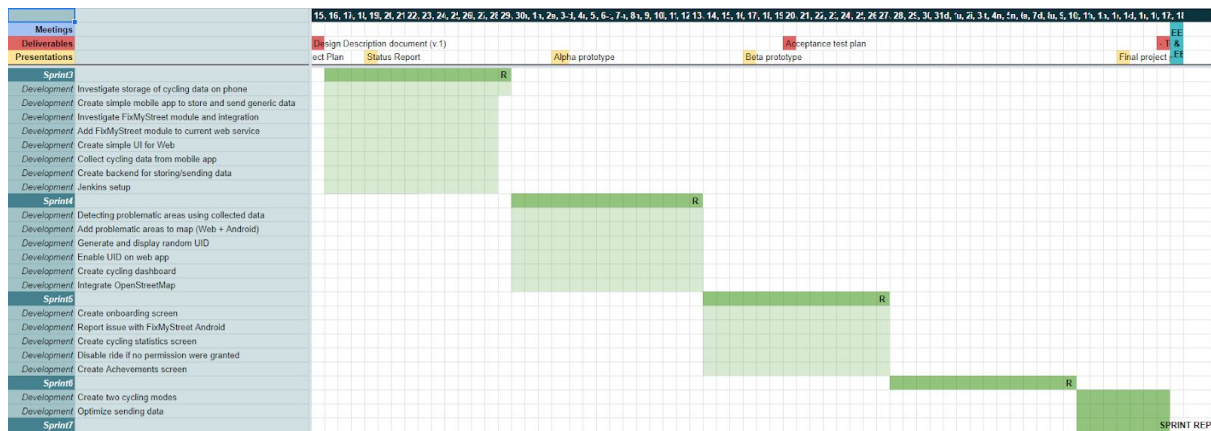 Meetings
EE
Deliverables Design Description document (v.1) Acceptance test plan &
Presentations ect Plan Status Report Alpha prototype Beta prototype Final project
Sprint3 R
Development Investigate storage of cycling data on phone
Development Create simple mobile app to store and send generic data
Development Investigate FixMyStreet module and integration
Development Add FixMyStreet module to current web service
Development Create simple UI for Web
Development Collect cycling data from mobile app
Development Create backend for storing/sending data
Development Jenkins setup
Sprint4 R
Development Detecting problematic areas using collected data
Development Add problematic areas to map (Web + Android)
Development Generate and display random UID
Development Enable UID on web app
Development Create cycling dashboard
Development Integrate OpenStreetMap
Sprint5 R
Development Create onboarding screen
Development Report issue with FixMyStreet Android
Development Create cycling statistics screen
Development Disable ride if no permission were granted
Development Create Achevements screen
Sprint6 R
Development Create two cycling modes
Development Optimize sending data
Sprint7 SPRINT REP